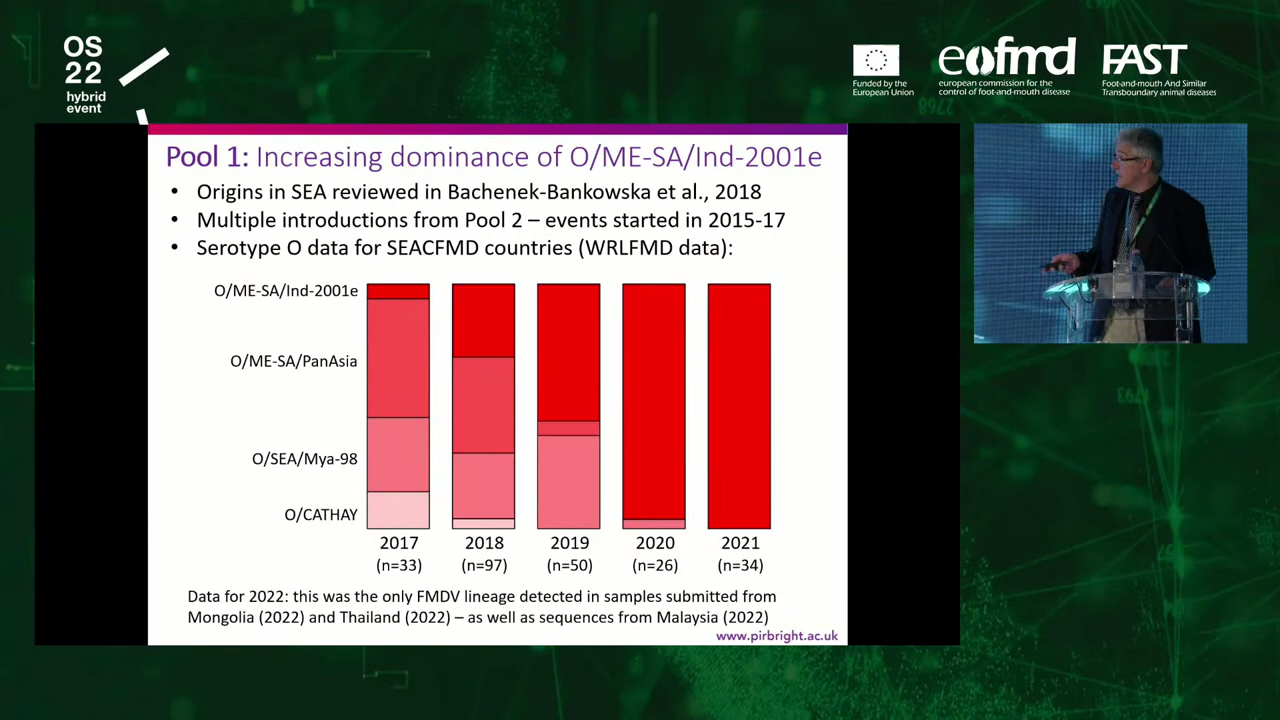 OS
22
hybrid
event
Funded by the
European Union
eofmd
european commission for the
control of foot-and-mouth disease
FAST
Foot-and-mouth And Similar
Transboundary animal diseases
Pool 1: Increasing dominance of O/ME-SA/Ind-2001e
• Origins in SEA reviewed in Bachenek-Bankowska et al., 2018
• Multiple introductions from Pool 2 – events started in 2015-17
• Serotype O data for SEACFMD countries (WRLFMD data):
O/ME-SA/Ind-2001e
O/ME-SA/PanAsia
O/SEA/Mya-98
O/CATHAY
2017 2018 2019 2020 2021
(n=33) (n=97) (n=50) (n=26) (n=34)
Data for 2022: this was the only FMDV lineage detected in samples submitted from
Mongolia (2022) and Thailand (2022) – as well as sequences from Malaysia (2022)
www.pirbright.ac.uk